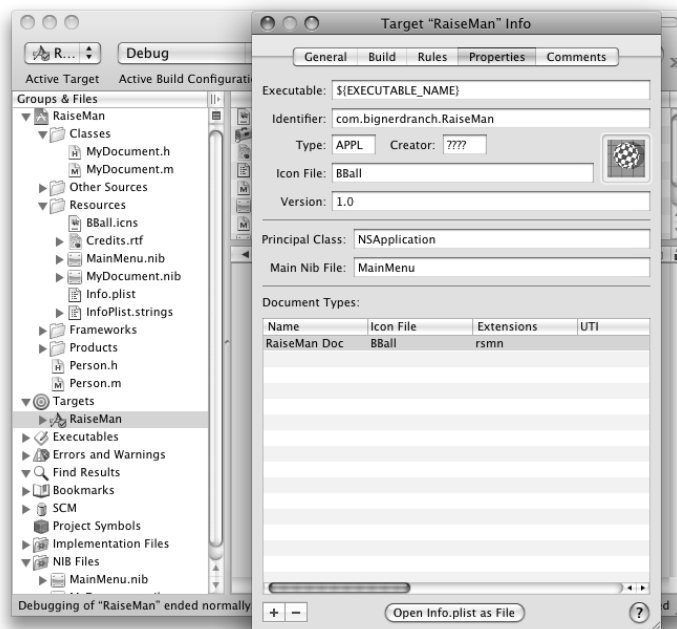 R...
Debug
Active Target
Active Build Configurati
Groups & Files
RaiseMan
Classes
MyDocument.h
MyDocument.m
Other Sources
Resources
BBall.icns
Credits.rtf
MainMenu.nib
MyDocument.nib
Info.plist
InfoPlist.strings
Frameworks
Products
Person.h
Person.m
Targets
RaiseMan
Executables
Errors and Warnings
Find Results
Bookmarks
SCM
Project Symbols
Implementation Files
NIB Files
MainMenu.nib
Debugging of “RaiseMan” ended normally
Target “RaiseMan” Info
General Build Rules Properties Comments
Executable: ${EXECUTABLE_NAME}
Identifier: com.bignerdranch.RaiseMan
Type: APPL Creator: ????
Icon File: BBall
Version: 1.0
Principal Class: NSApplication
Main Nib File: MainMenu
Document Types:
Name Icon File Extensions UTI
RaiseMan Doc BBall rsmn
+ − Open Info.plist as File ?
ed